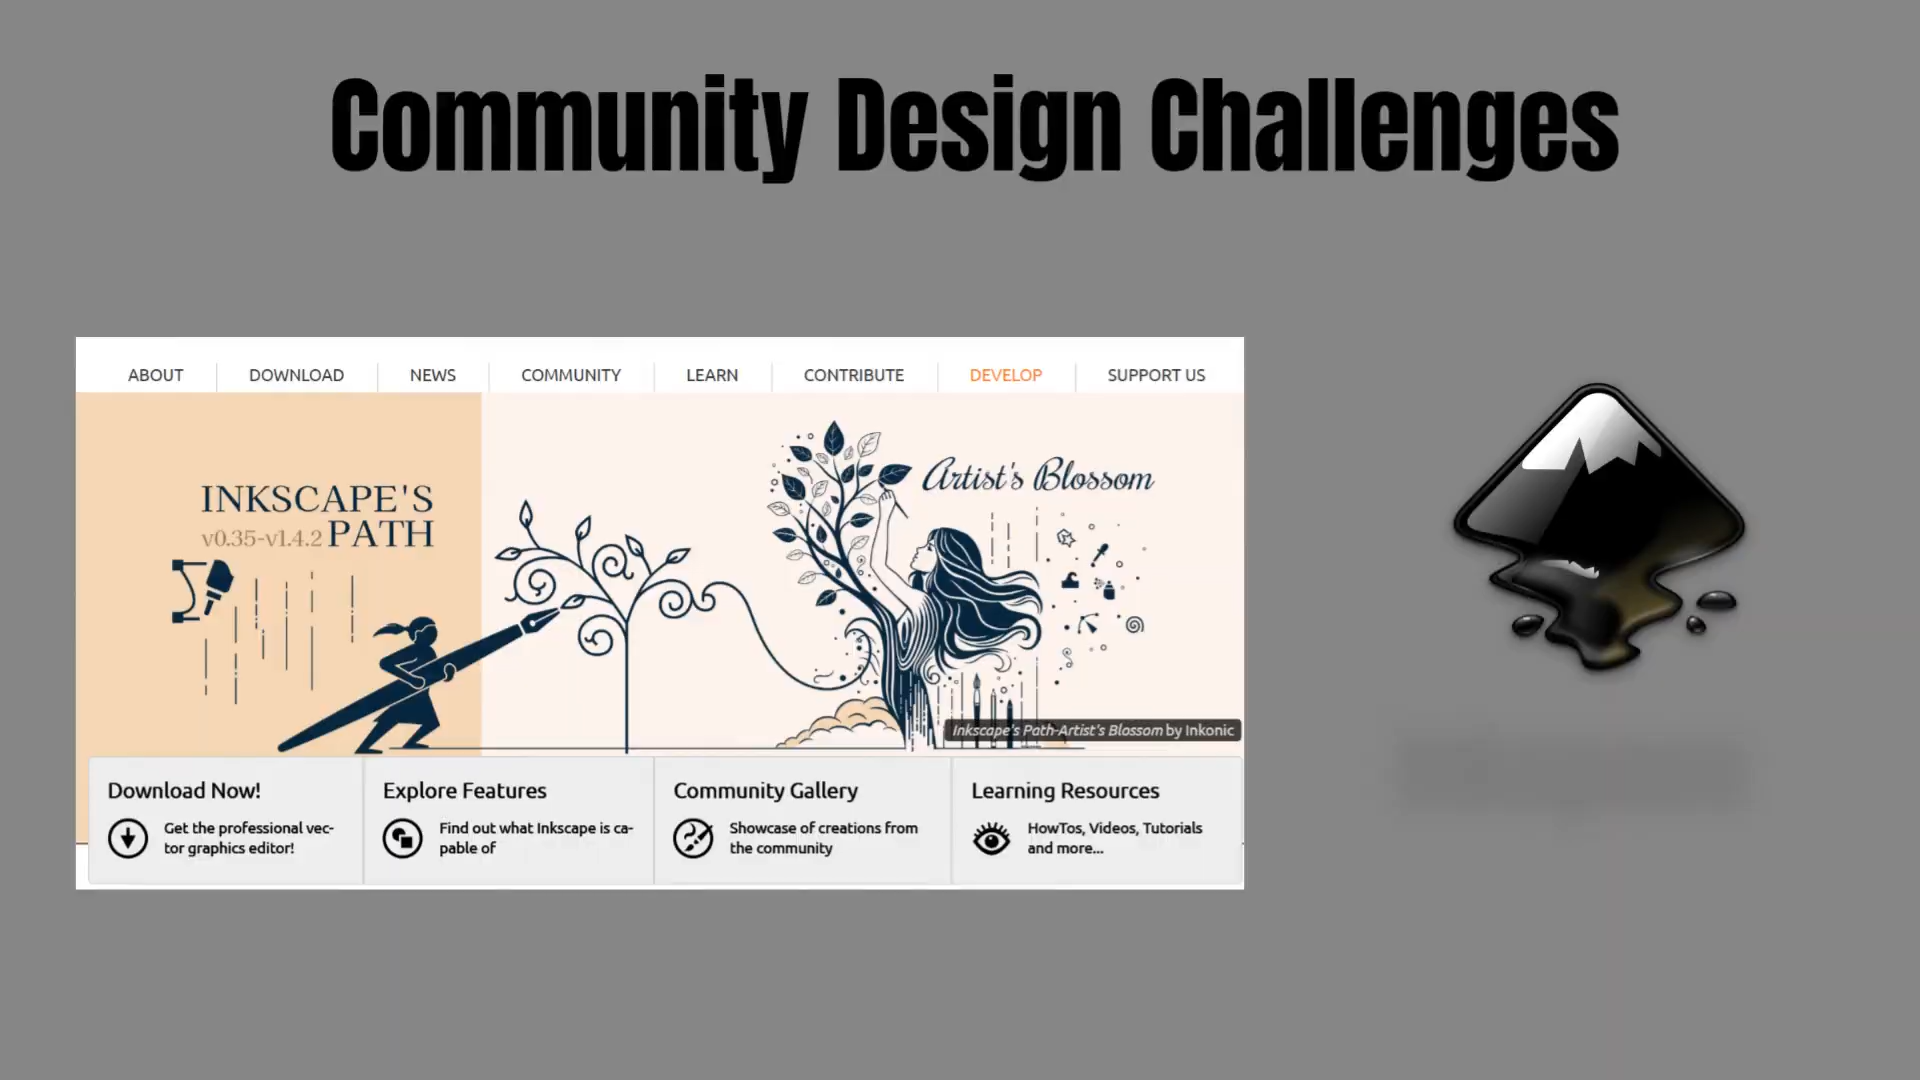 Community Design Challenges
ABOUT DOWNLOAD NEWS COMMUNITY LEARN CONTRIBUTE DEVELOP SUPPORT US
INKSCAPE'S
v0.35-v1.4.2 PATH
Artist's Blossom
Inkscape's Path-Artist's Blossom by Inkonic
Download Now!
Get the professional vec-
tor graphics editor!
Explore Features
Find out what Inkscape is ca-
pable of
Community Gallery
Showcase of creations from
the community
Learning Resources
HowTos, Videos, Tutorials
and more...